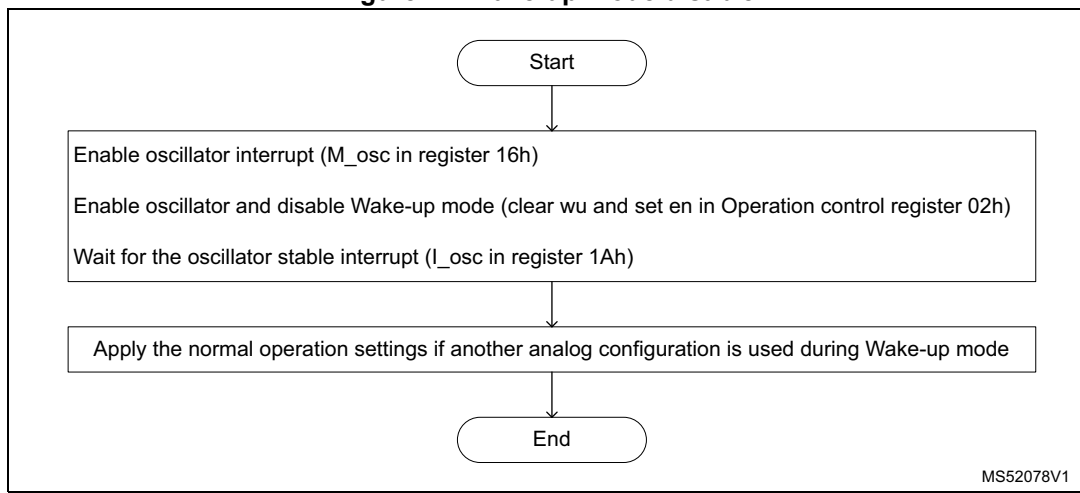 Start
Enable oscillator interrupt (M_osc in register 16h)
Enable oscillator and disable Wake-up mode (clear wu and set en in Operation control register 02h)
Wait for the oscillator stable interrupt (I_osc in register 1Ah)
Apply the normal operation settings if another analog configuration is used during Wake-up mode
End
MS52078V1